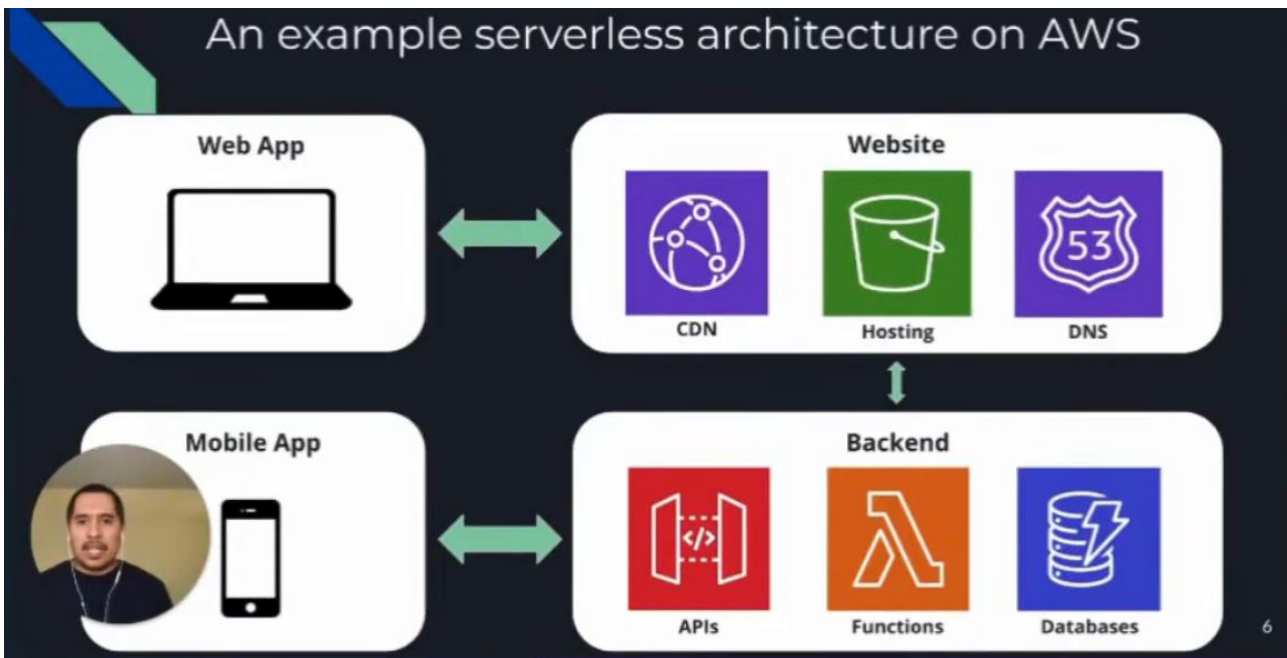 An example serverless architecture on AWS
Web App
Website
53
CDN
Hosting
DNS
Mobile App
Backend
</>
APIs
Functions
Databases
6